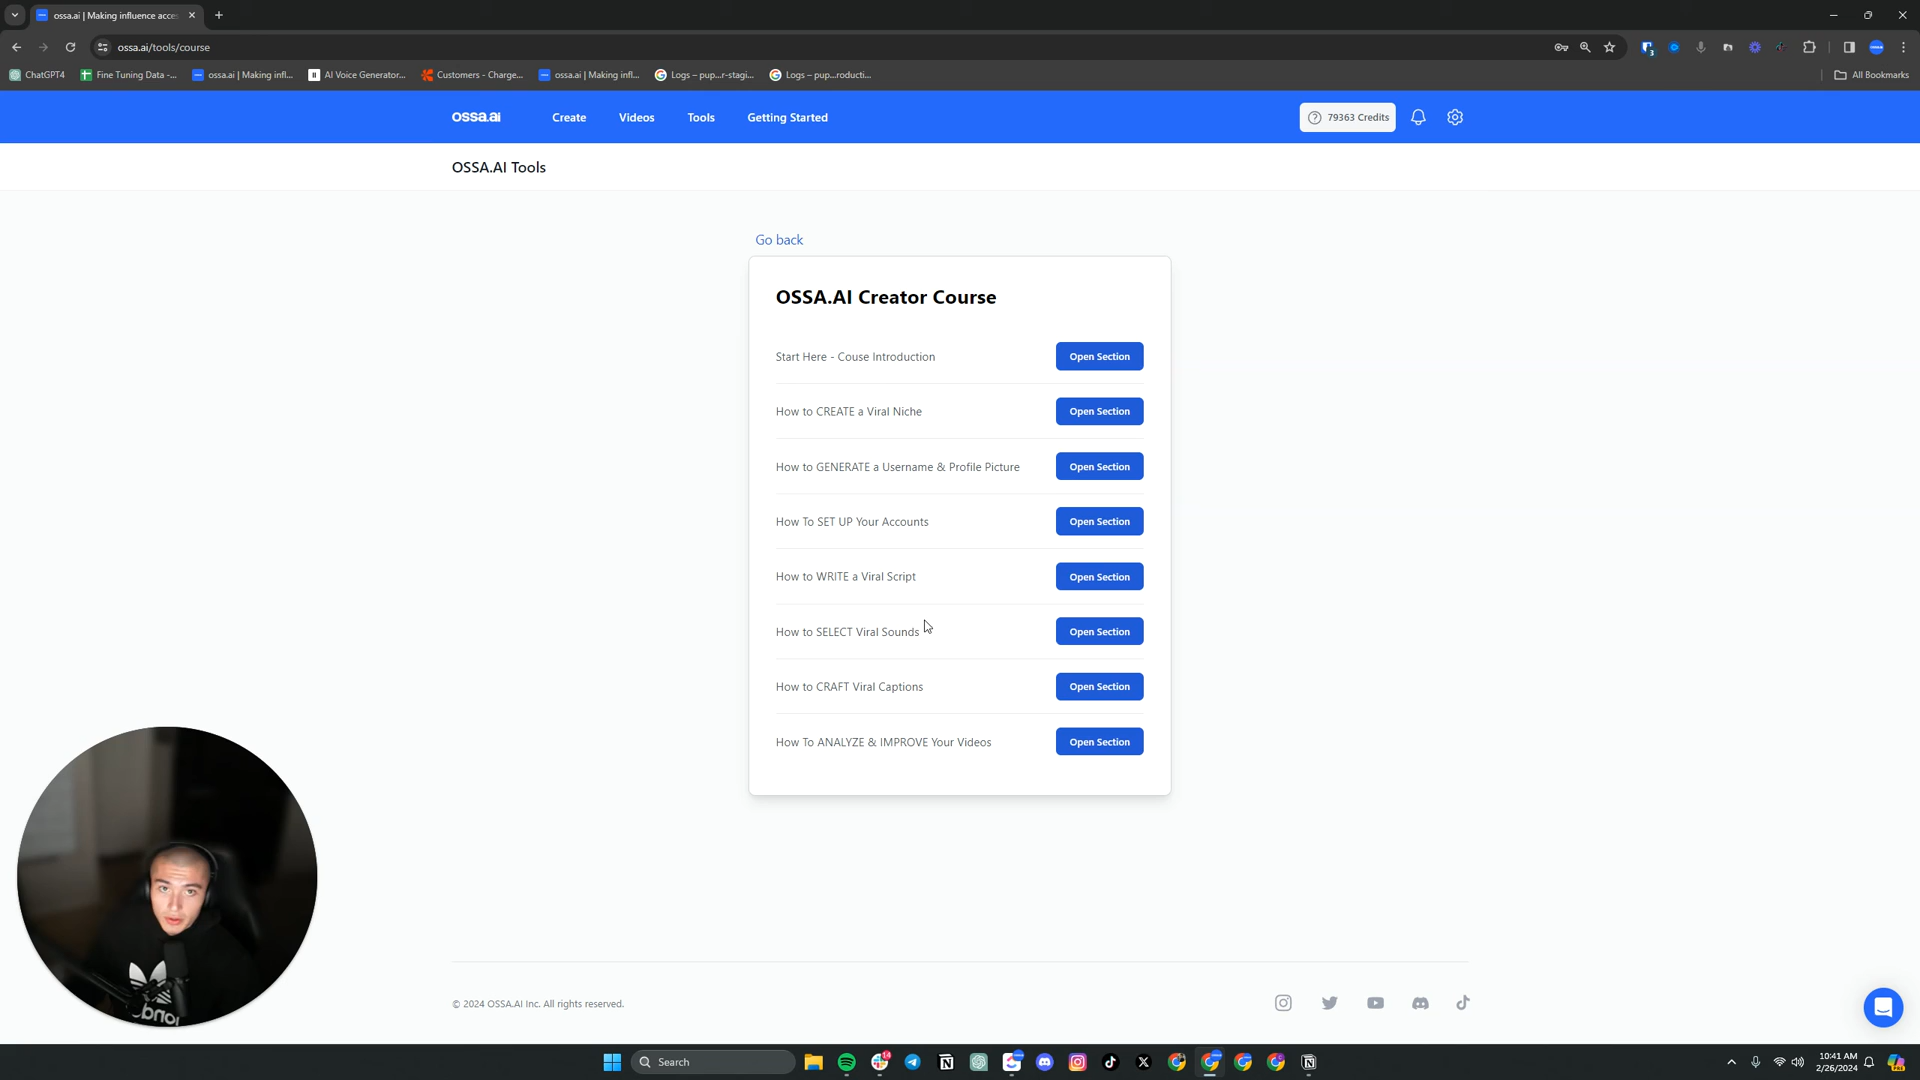 ossa.ai | Making influence acces
ossa.ai/tools/course
ChatGPT4
Fine Tuning Data -...
ossa.ai | Making infl...
AI Voice Generator...
Customers - Charge...
ossa.ai | Making infl...
Logs – pup...r-stagi...
Logs – pup...roducti...
All Bookmarks
ossa.ai
Create
Videos
Tools
Getting Started
79363 Credits
OSSA.AI Tools
Go back
OSSA.AI Creator Course
Start Here - Couse Introduction
Open Section
How to CREATE a Viral Niche
Open Section
How to GENERATE a Username & Profile Picture
Open Section
How To SET UP Your Accounts
Open Section
How to WRITE a Viral Script
Open Section
How to SELECT Viral Sounds
Open Section
How to CRAFT Viral Captions
Open Section
How To ANALYZE & IMPROVE Your Videos
Open Section
© 2024 OSSA.AI Inc. All rights reserved.
Search
14
10:41 AM
2/26/2024